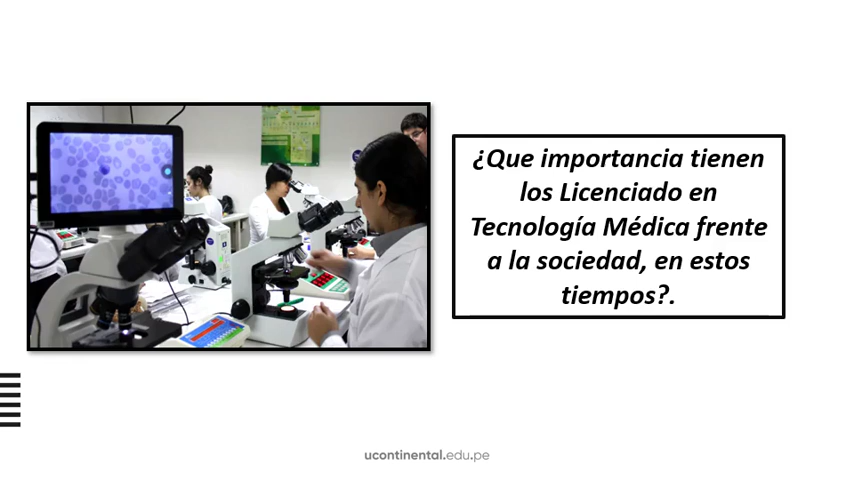 ¿Que importancia tienen
los Licenciado en
Tecnología Médica frente
a la sociedad, en estos
tiempos?.
ucontinental.edu.pe